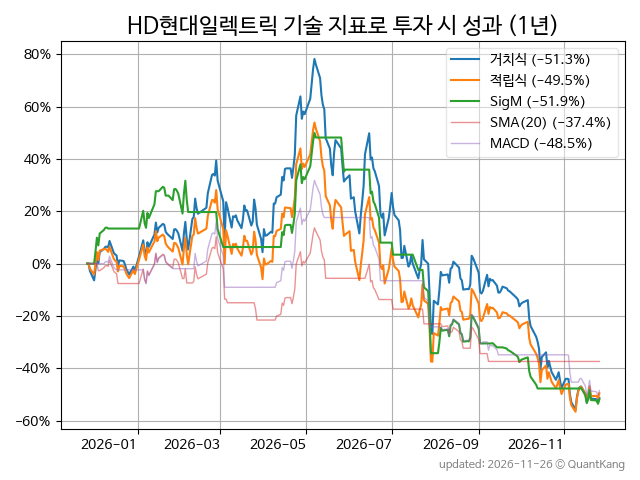 HD현대일렉트릭 기술 지표로 투자 시 성과 (1년)
80%
60%
40%
20%
0%
−20%
−40%
−60%
거치식 (−51.3%)
적립식 (−49.5%)
SigM (−51.9%)
SMA(20) (−37.4%)
MACD (−48.5%)
2026-01
2026-03
2026-05
2026-07
2026-09
2026-11
updated: 2026-11-26 © QuantKang